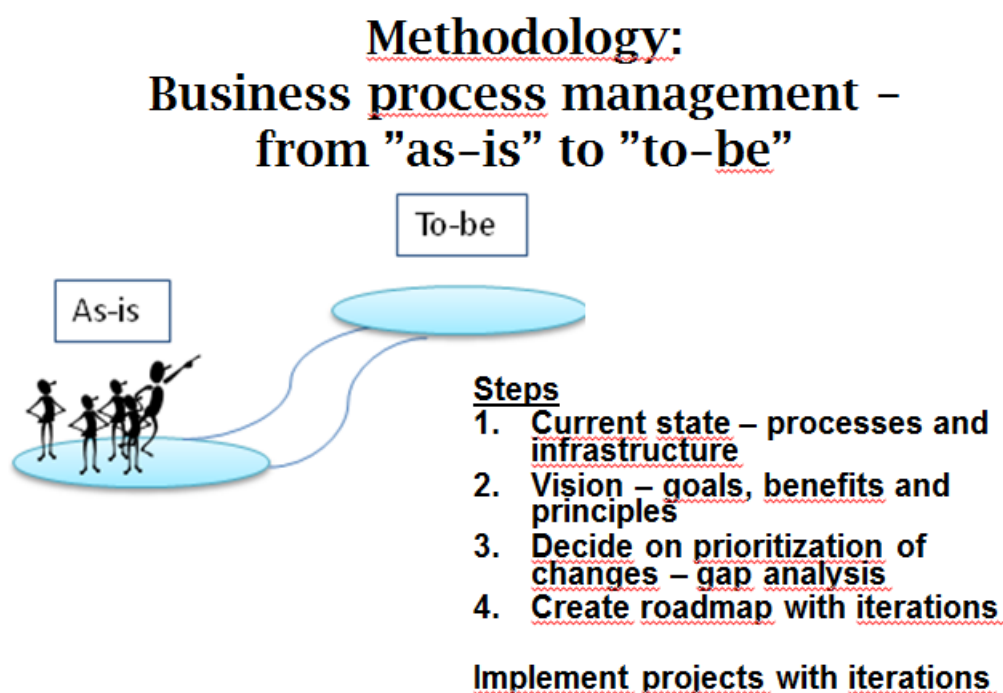 Methodology:
Business process management –
from ”as-is” to ”to-be”
To-be
As-is
Steps
1. Current state – processes and
infrastructure
2. Vision – goals, benefits and
principles
3. Decide on prioritization of
changes – gap analysis
4. Create roadmap with iterations
Implement projects with iterations